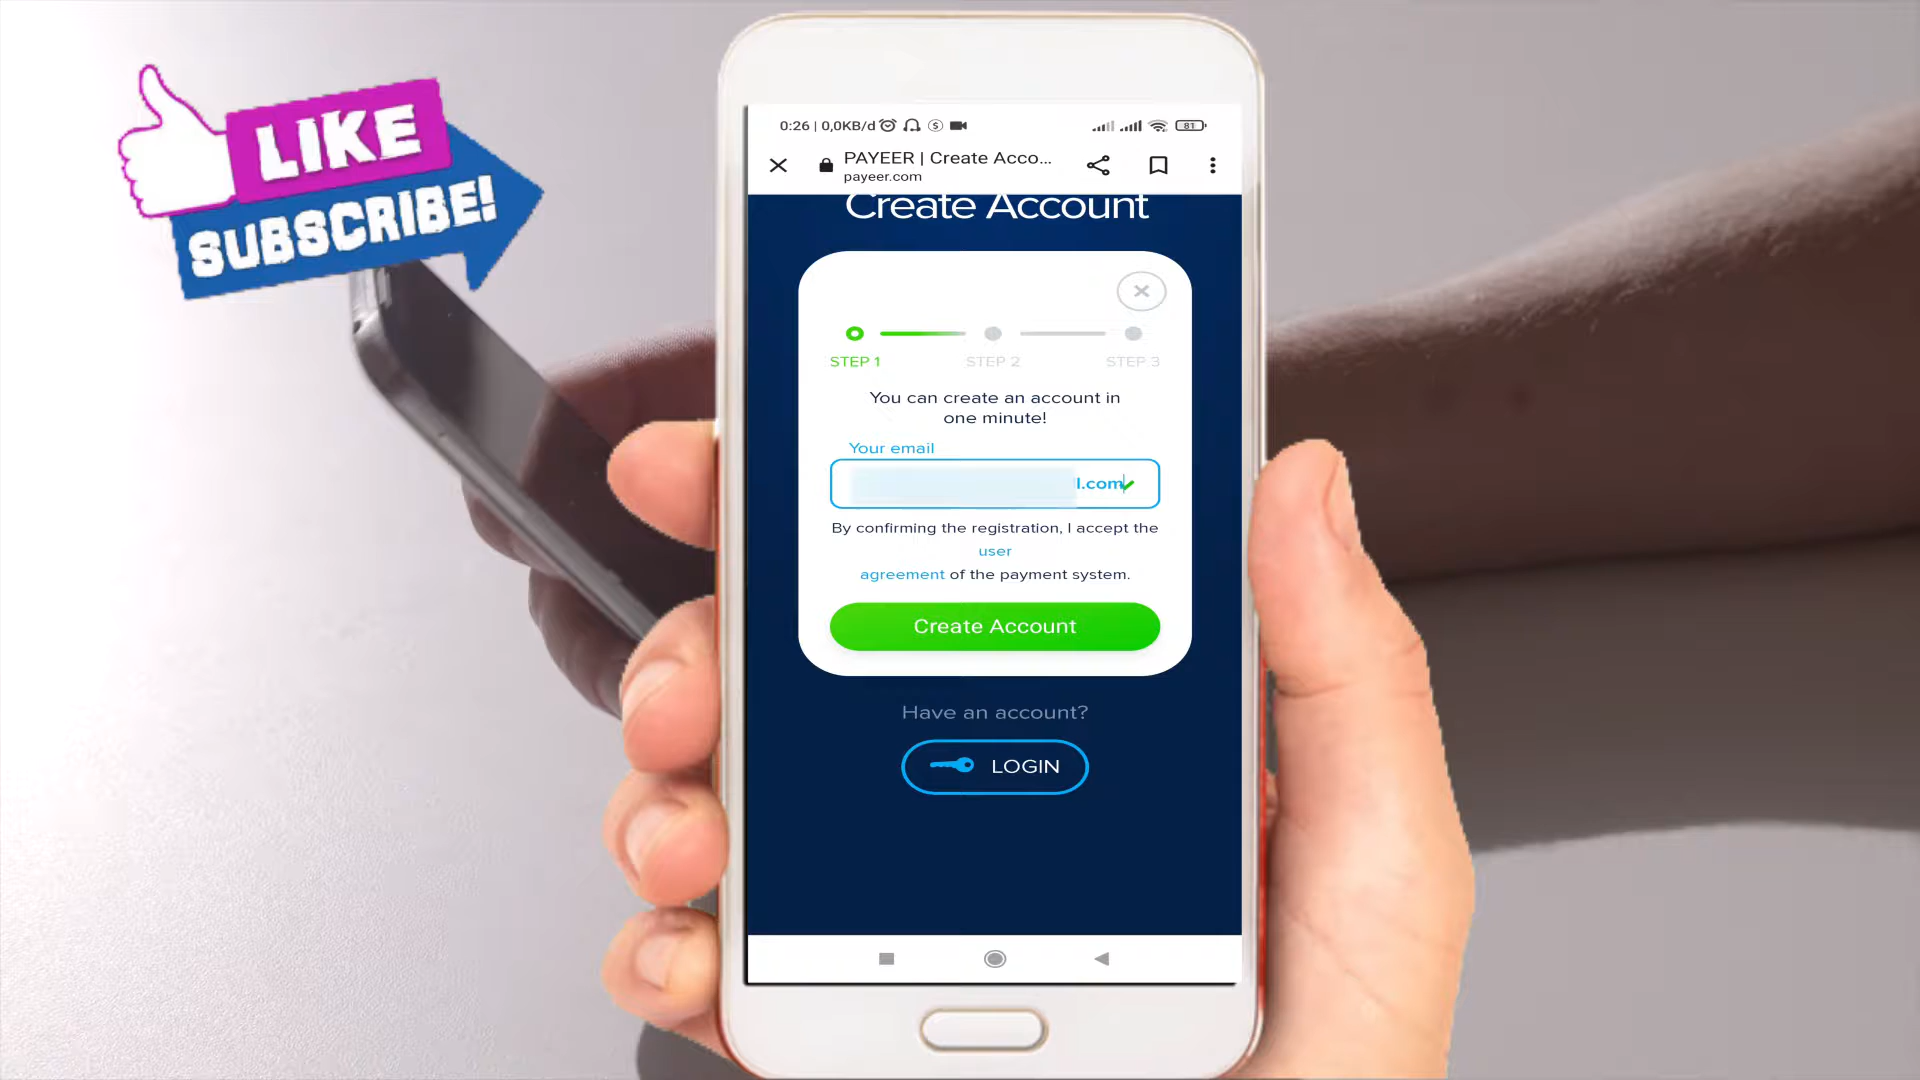 LIKE
SUBSCRIBE!
0:26 | 0,0KB/d
81
PAYEER | Create Acco...
payeer.com
Create Account
STEP 1
STEP 2
STEP 3
You can create an account in
one minute!
Your email
l.com
By confirming the registration, I accept the
user
agreement of the payment system.
Create Account
Have an account?
LOGIN